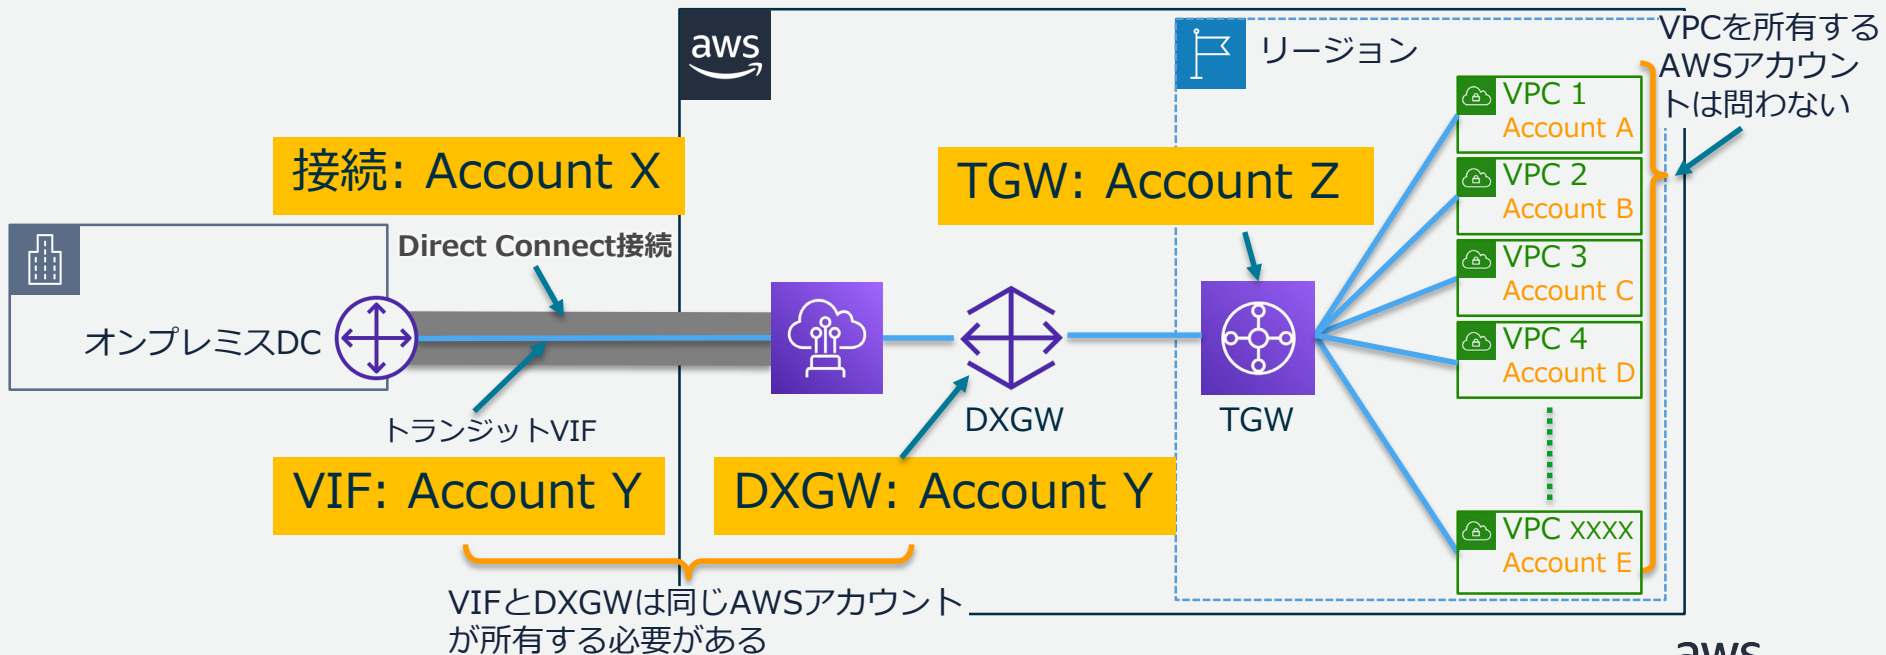 aws
リージョン
VPCを所有する
AWSアカウン
トは問わない
VPC 1
Account A
VPC 2
Account B
VPC 3
Account C
VPC 4
Account D
VPC XXXX
Account E
接続: Account X
TGW: Account Z
Direct Connect接続
オンプレミスDC
トランジットVIF
DXGW
TGW
VIF: Account Y
DXGW: Account Y
VIFとDXGWは同じAWSアカウント
が所有する必要がある
aws